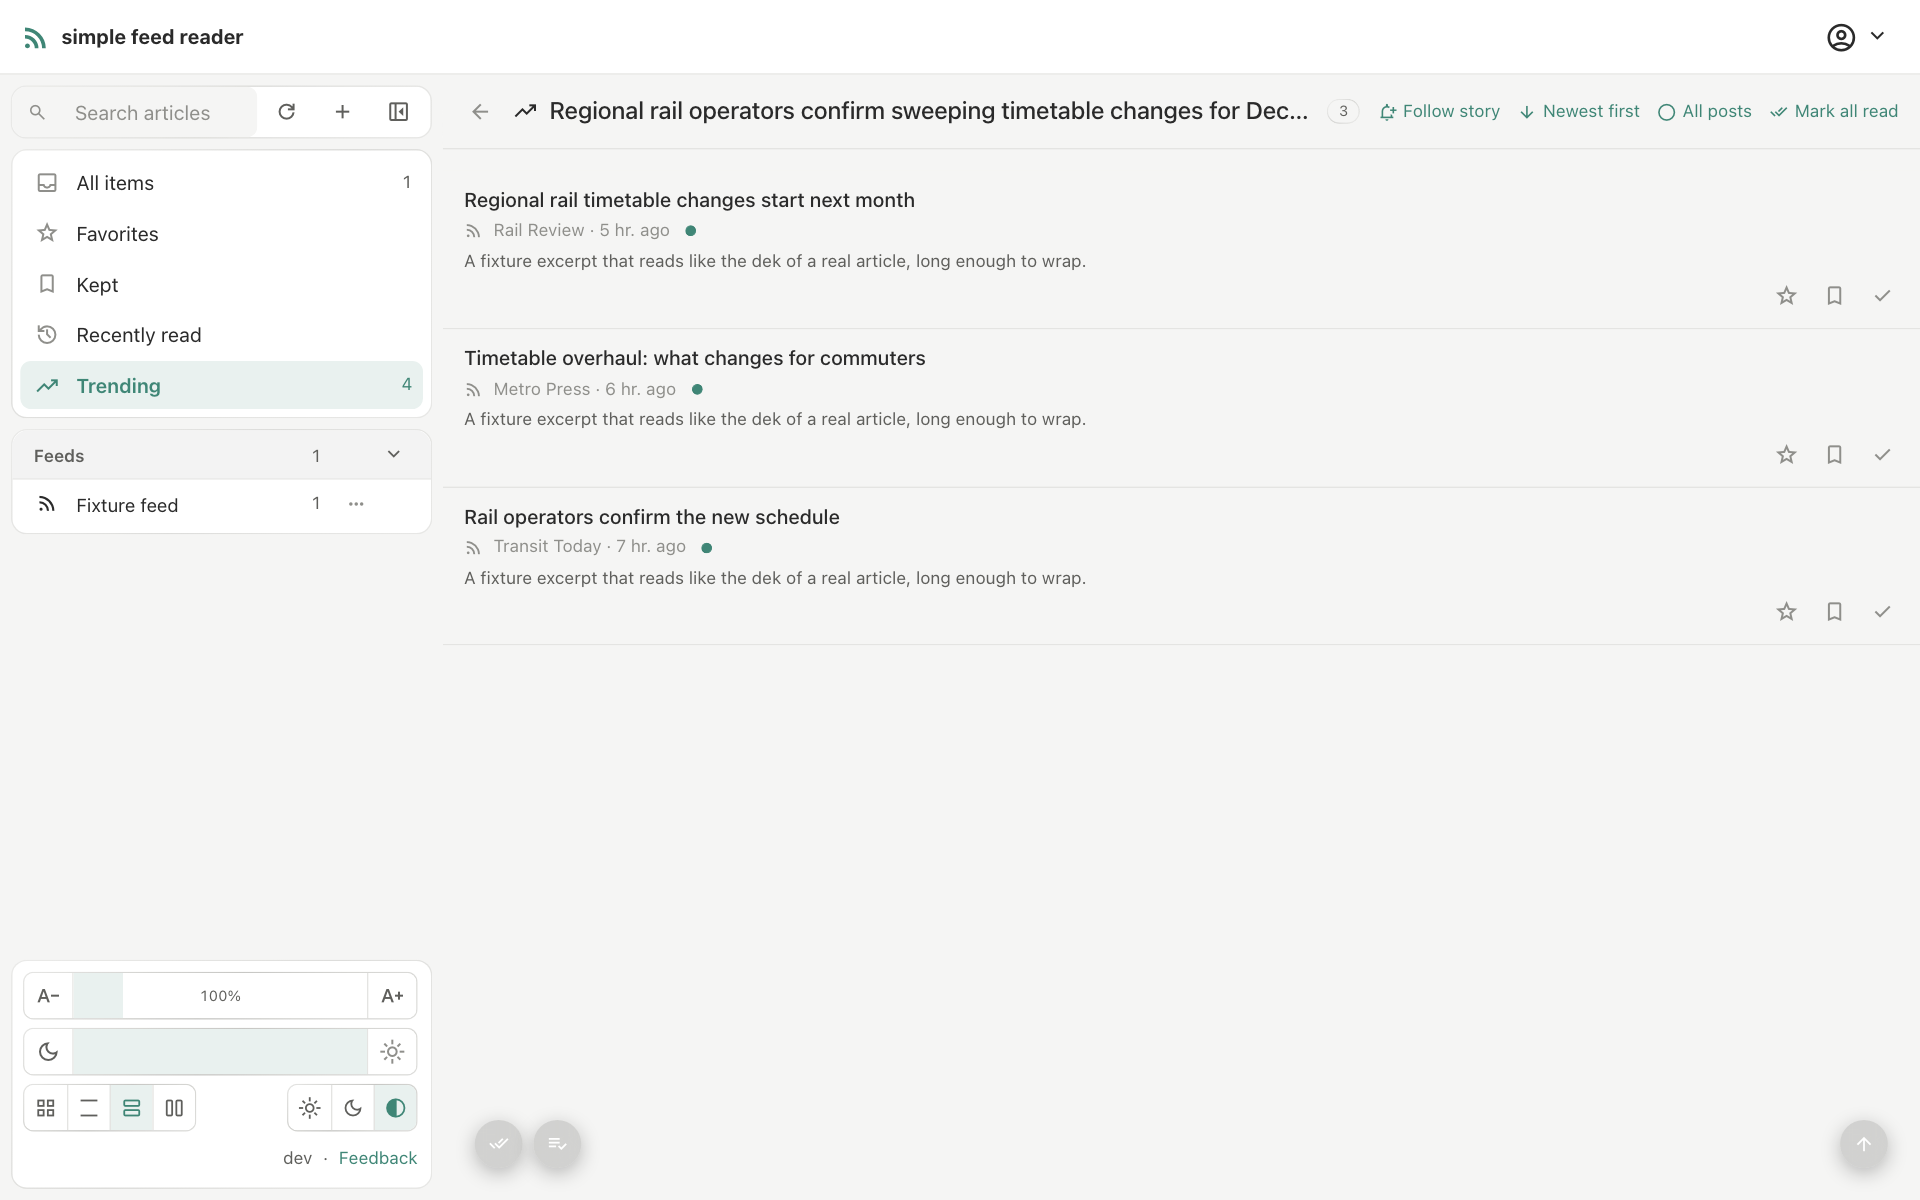 simple feed reader
Search articles
Regional rail operators confirm sweeping timetable changes for Dec... 3 Follow story Newest first All posts Mark all read
All items 1
Favorites
Kept
Recently read
Trending 4
Feeds 1
Fixture feed 1
Regional rail timetable changes start next month
Rail Review · 5 hr. ago
A fixture excerpt that reads like the dek of a real article, long enough to wrap.
Timetable overhaul: what changes for commuters
Metro Press · 6 hr. ago
A fixture excerpt that reads like the dek of a real article, long enough to wrap.
Rail operators confirm the new schedule
Transit Today · 7 hr. ago
A fixture excerpt that reads like the dek of a real article, long enough to wrap.
A− 100% A+
dev · Feedback